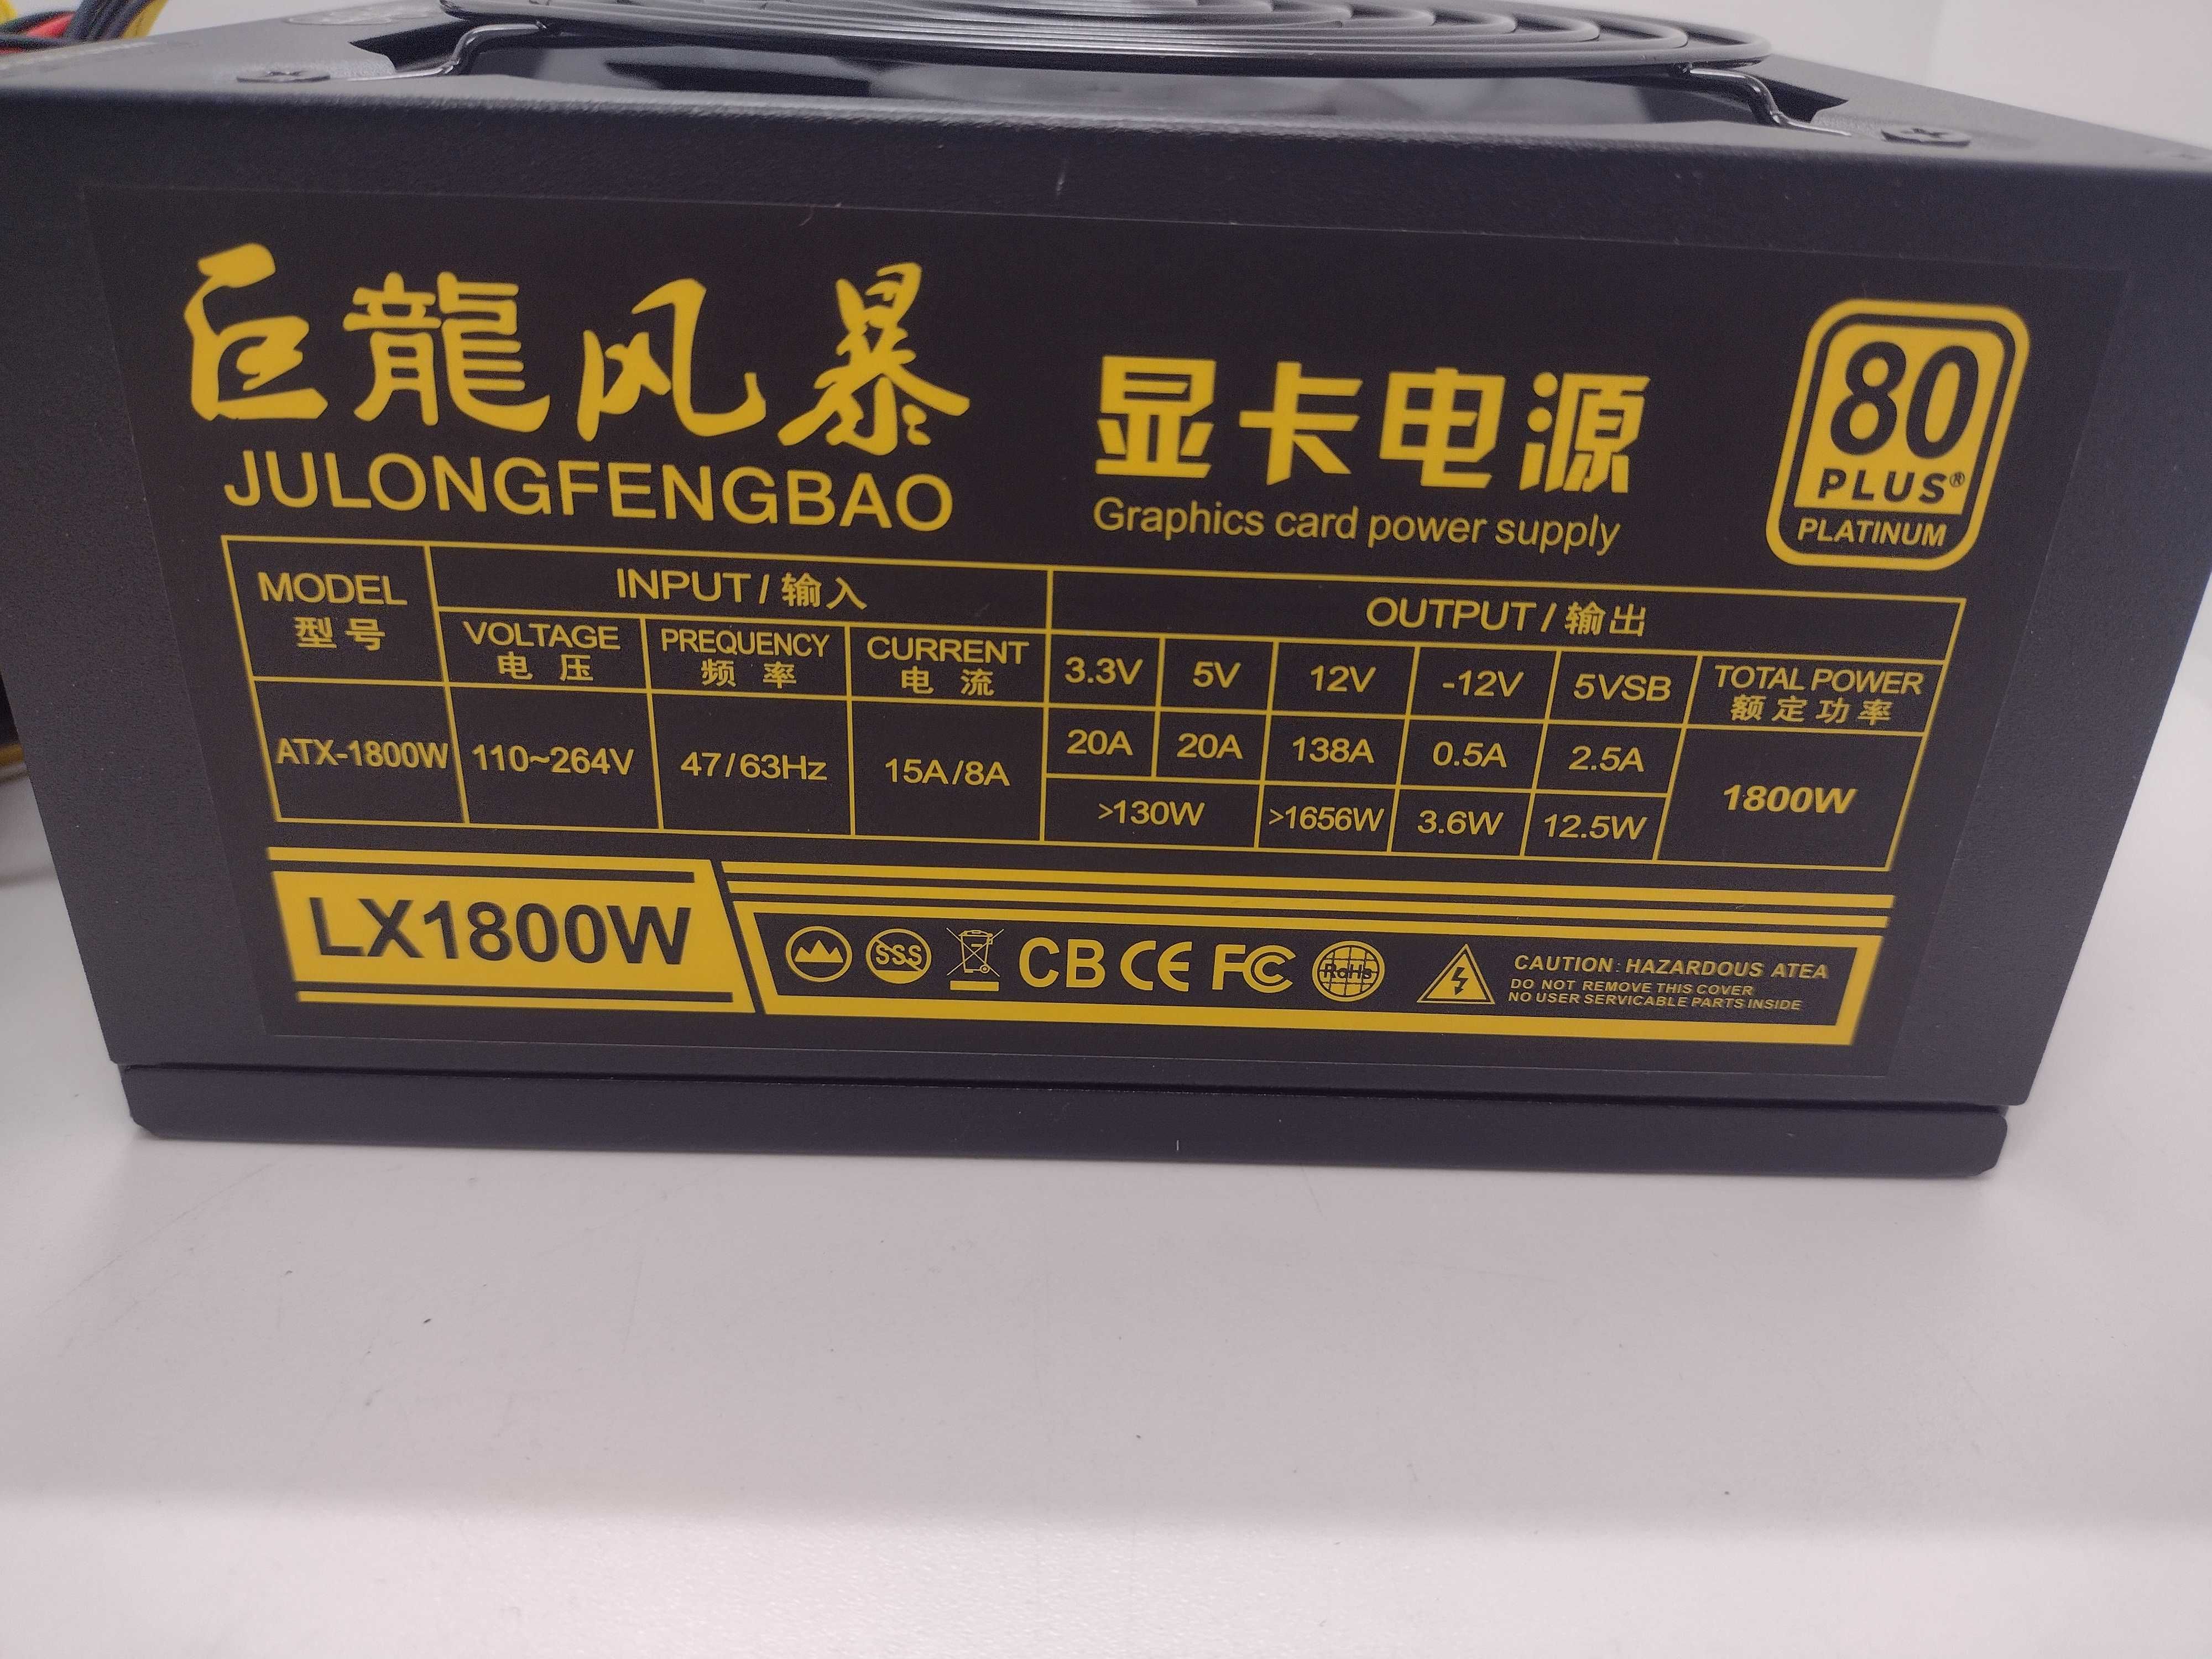 巨龍风暴
JULONGFENGBAO
显卡电源
Graphics card power supply
80
PLUS®
PLATINUM
MODEL
型号
INPUT/输入
OUTPUT/输出
VOLTAGE
电压
PREQUENCY
频率
CURRENT
电流
3.3V 5V 12V -12V 5VSB
TOTAL POWER
额定功率
ATX-1800W 110~264V 47/63Hz 15A/8A
20A 20A 138A 0.5A 2.5A
1800W
>130W >1656W 3.6W 12.5W
LX1800W
SSS
CB CE FC
RoHs
CAUTION: HAZARDOUS ATEA
DO NOT REMOVE THIS COVER
NO USER SERVICABLE PARTS INSIDE